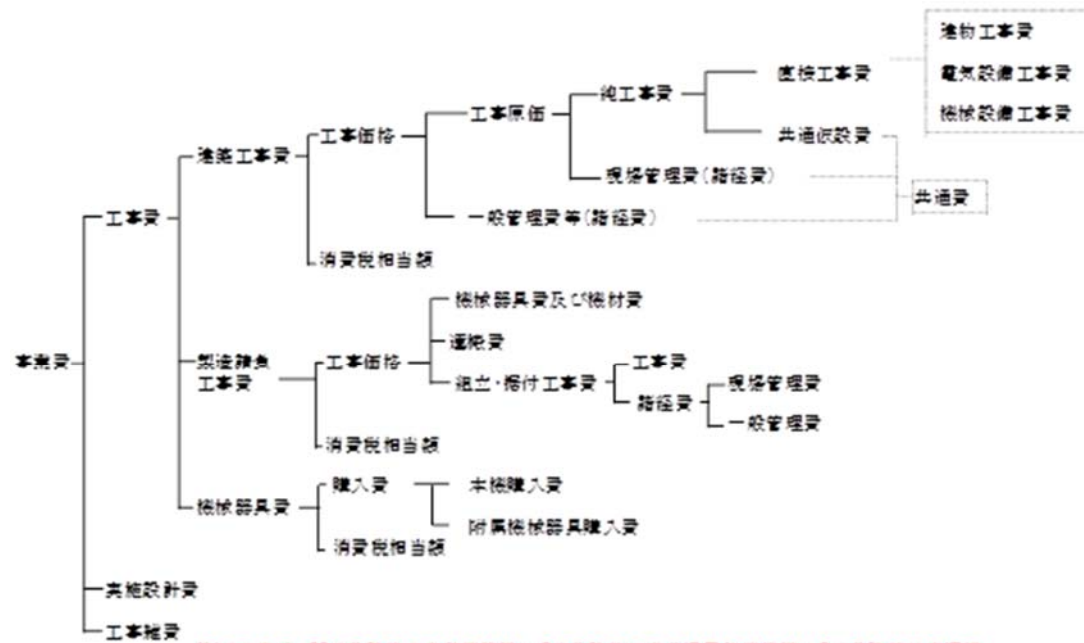 建物工事費
直接工事費
電気設備工事費
純工事費
機械設備工事費
工事原価
工事価格
共通仮設費
建築工事費
現場管理費(諸経費)
共通費
工事費
一般管理費等(諸経費)
消費税相当額
機械器具費及び機材費
運搬費
事業費
製造請負
工事費
工事価格
工事費
組立・据付工事費
現場管理費
諸経費
一般管理費
消費税相当額
購入費
本機購入費
機械器具費
附属機械器具購入費
消費税相当額
実施設計費
工事雑費